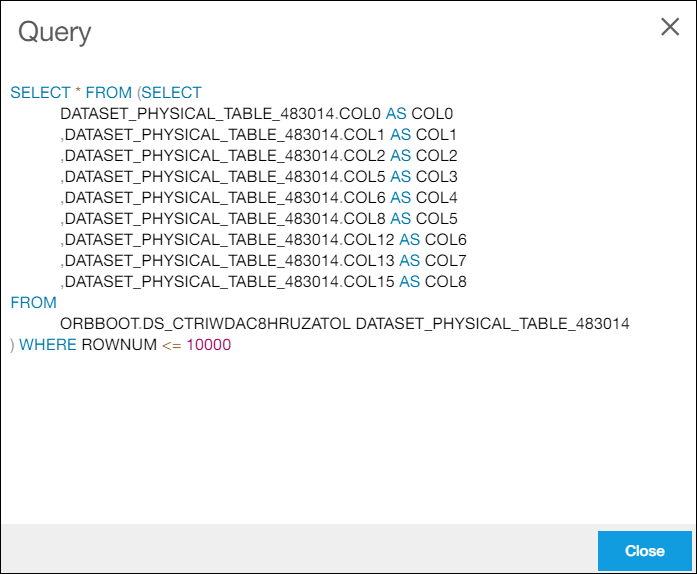 Query
SELECT * FROM (SELECT
DATASET_PHYSICAL_TABLE_483014.COL0 AS COL0
,DATASET_PHYSICAL_TABLE_483014.COL1 AS COL1
,DATASET_PHYSICAL_TABLE_483014.COL2 AS COL2
,DATASET_PHYSICAL_TABLE_483014.COL5 AS COL3
,DATASET_PHYSICAL_TABLE_483014.COL6 AS COL4
,DATASET_PHYSICAL_TABLE_483014.COL8 AS COL5
,DATASET_PHYSICAL_TABLE_483014.COL12 AS COL6
,DATASET_PHYSICAL_TABLE_483014.COL13 AS COL7
,DATASET_PHYSICAL_TABLE_483014.COL15 AS COL8
FROM
ORBBOOT.DS_CTRIWDAC8HRUZATOL DATASET_PHYSICAL_TABLE_483014
) WHERE ROWNUM <= 10000
Close